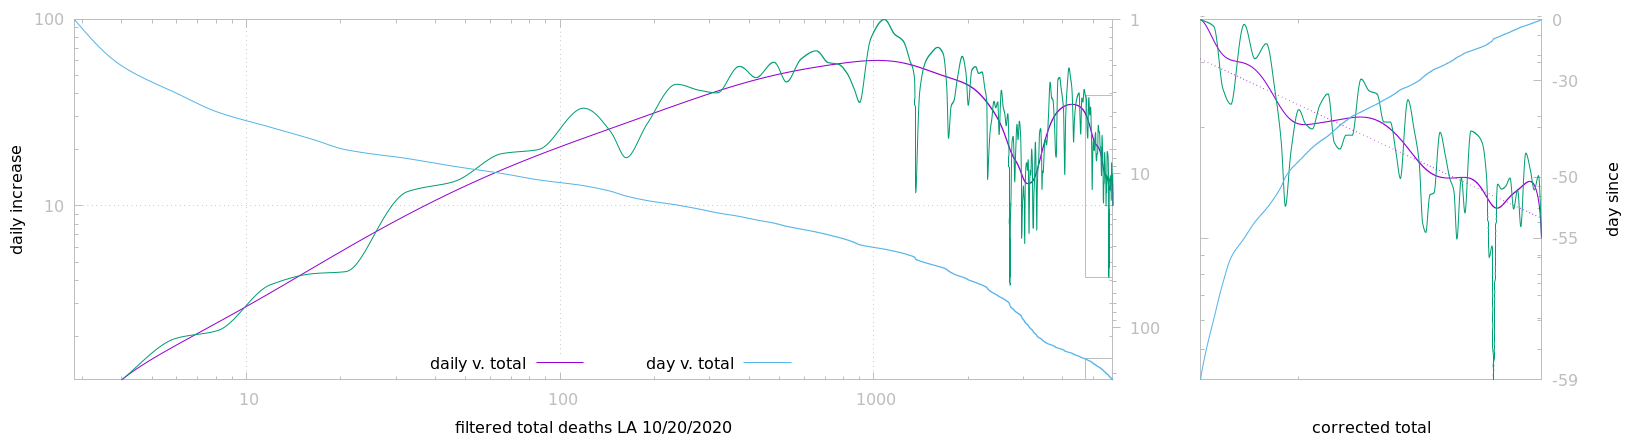 100
10
daily increase
10
100
1000
filtered total deaths LA 10/20/2020
daily v. total
day v. total
1
10
100
0
-30
-50
-55
-59
day since
corrected total